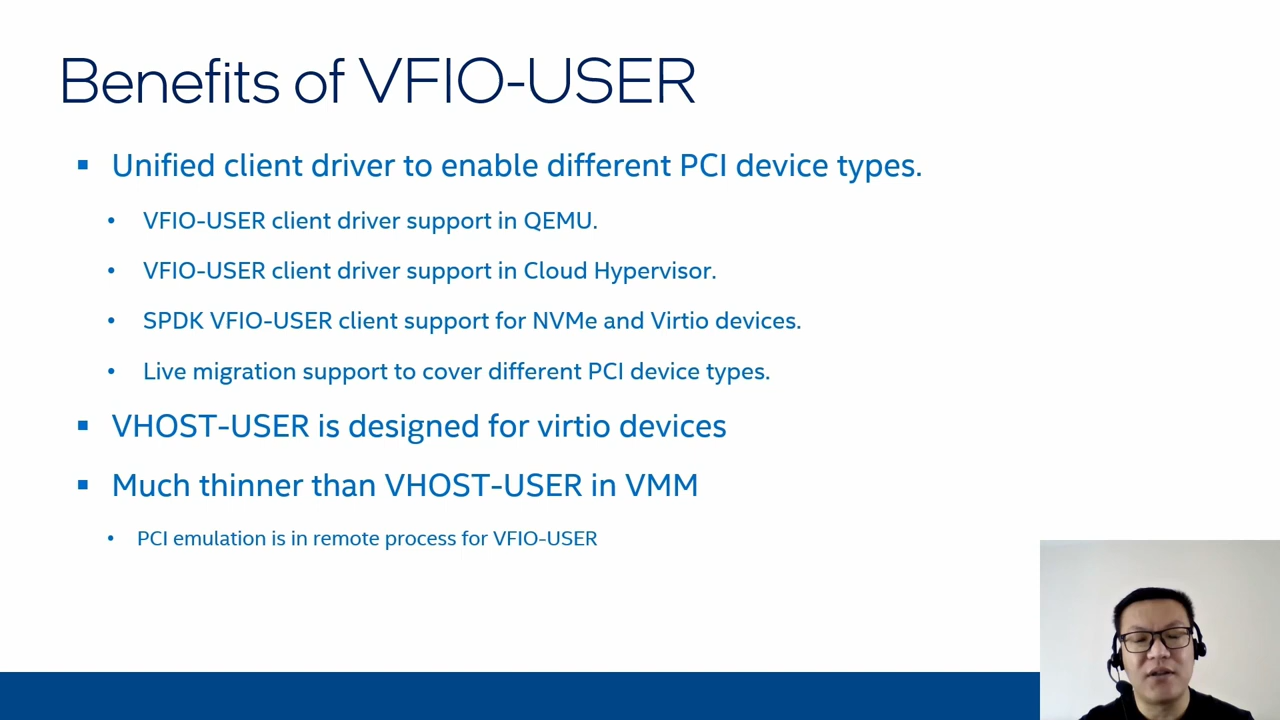 Benefits of VFIO-USER
▪ Unified client driver to enable different PCI device types.
• VFIO-USER client driver support in QEMU.
• VFIO-USER client driver support in Cloud Hypervisor.
• SPDK VFIO-USER client support for NVMe and Virtio devices.
• Live migration support to cover different PCI device types.
▪ VHOST-USER is designed for virtio devices
▪ Much thinner than VHOST-USER in VMM
• PCI emulation is in remote process for VFIO-USER